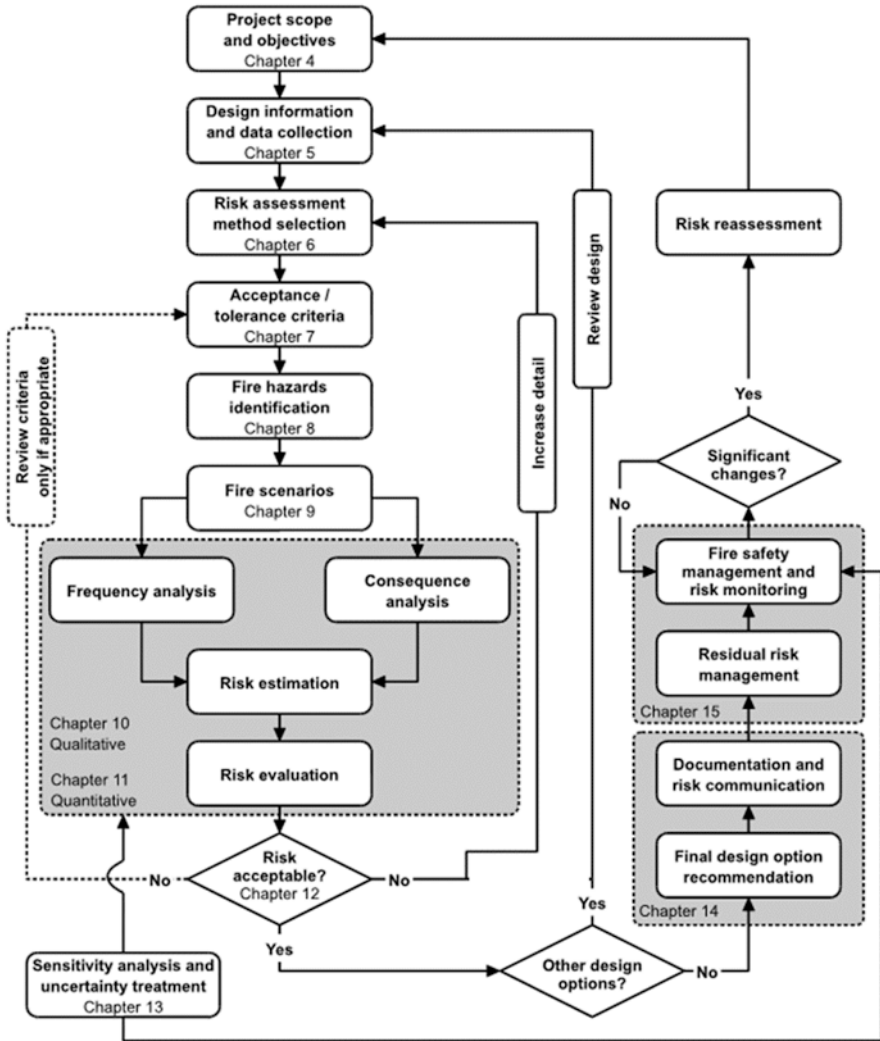 Project scope
and objectives
Chapter 4
Design information
and data collection
Chapter 5
Risk assessment
method selection
Chapter 6
Acceptance /
tolerance criteria
Chapter 7
Fire hazards
identification
Chapter 8
Fire scenarios
Chapter 9
Frequency analysis
Consequence
analysis
Risk estimation
Risk evaluation
Chapter 10
Qualitative
Chapter 11
Quantitative
Risk
acceptable?
Chapter 12
No
No
Yes
Review criteria
only if appropriate
Increase detail
Review design
Sensitivity analysis and
uncertainty treatment
Chapter 13
Other design
options?
Yes
No
Final design option
recommendation
Documentation and
risk communication
Chapter 14
Residual risk
management
Fire safety
management and
risk monitoring
Chapter 15
Significant
changes?
No
Yes
Risk reassessment